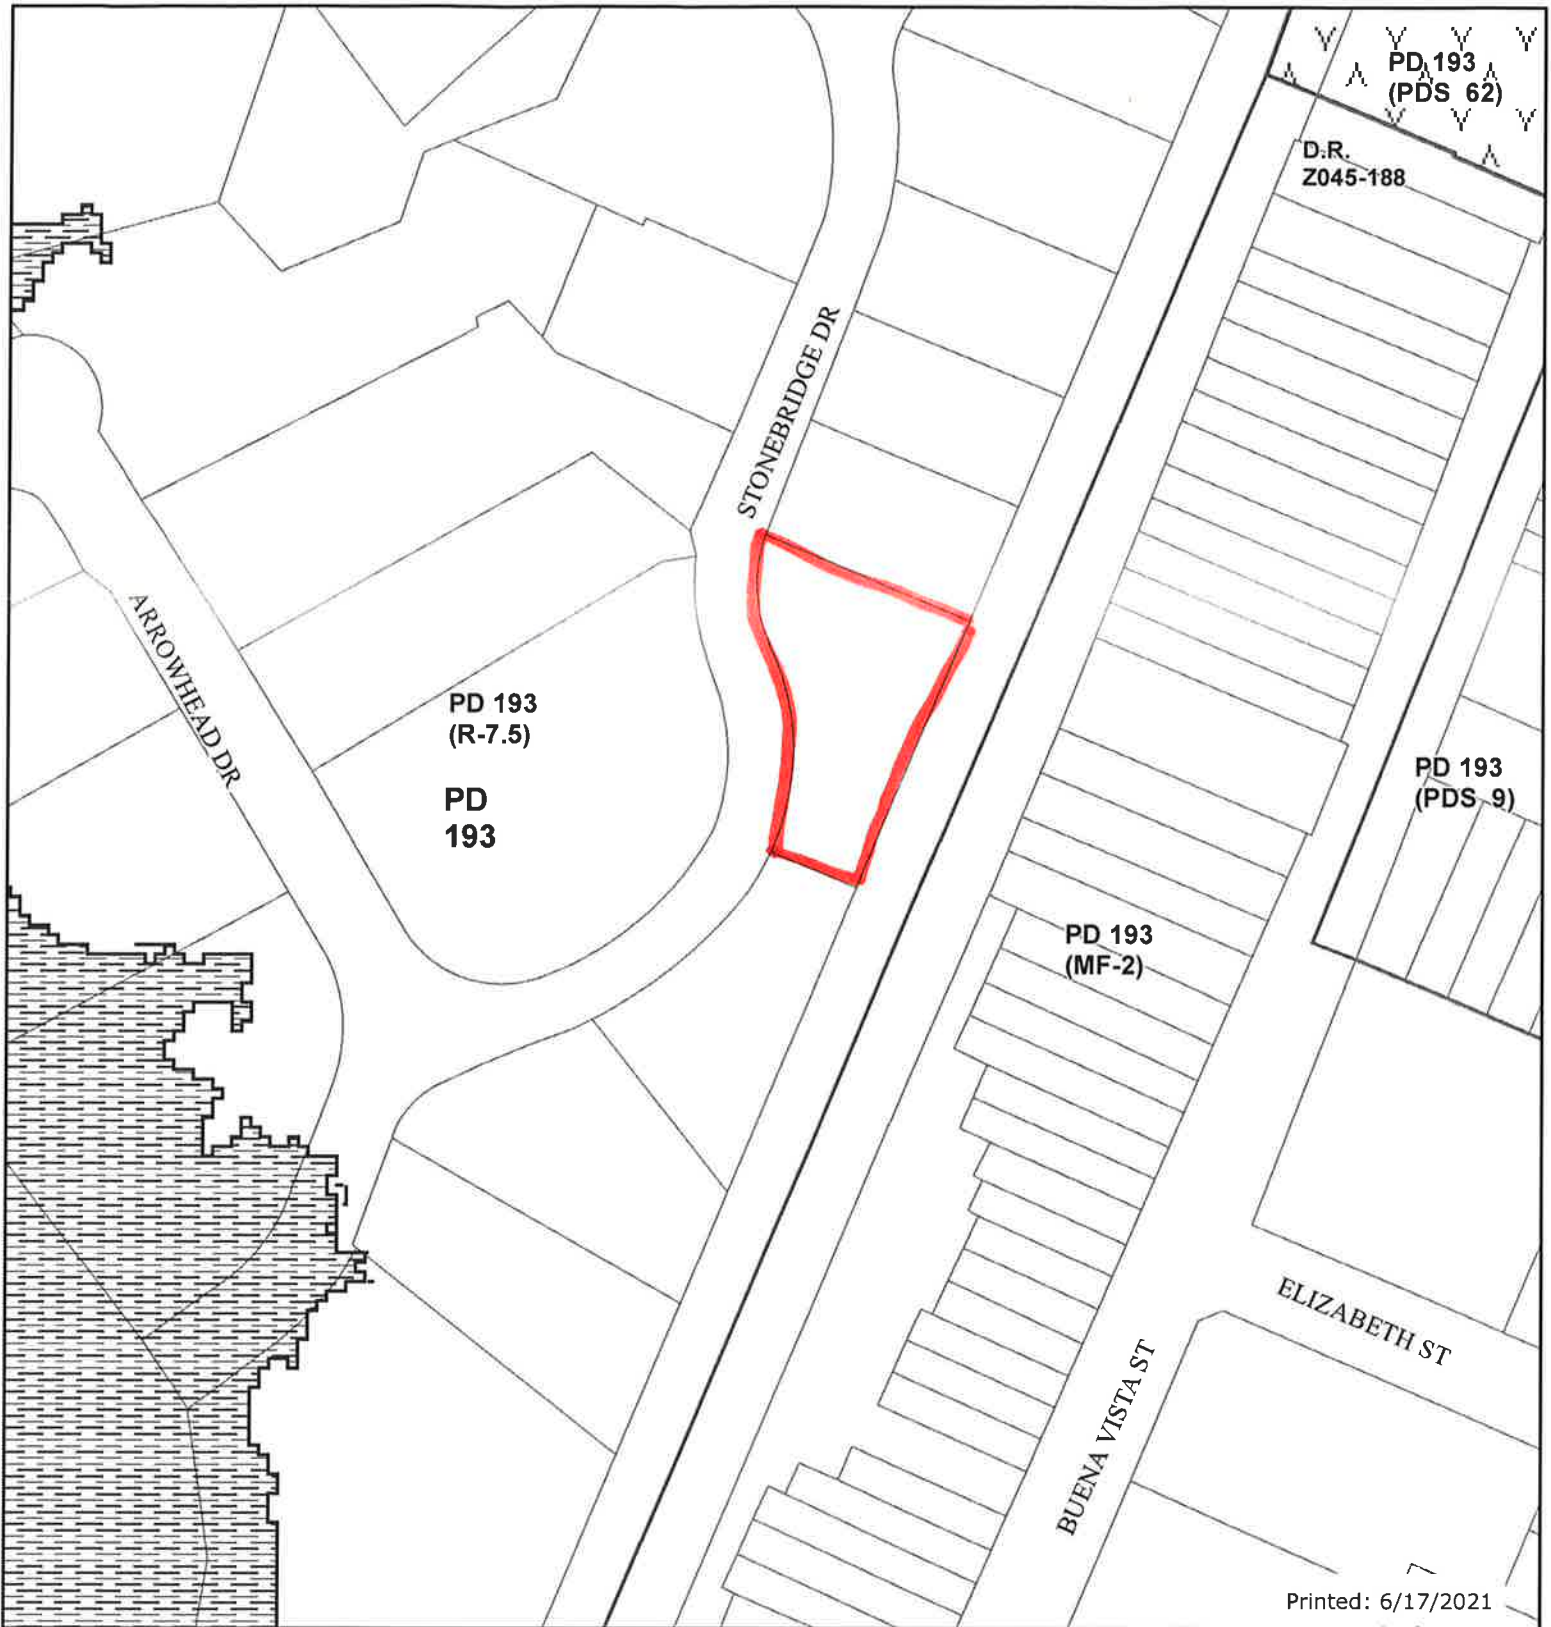 PD 193
(PDS 62)
D.R.
Z045-188
STONEBRIDGE DR
ARROWHEAD DR
PD 193
(R-7.5)
PD
193
PD 193
(PDS 9)
PD 193
(MF-2)
ELIZABETH ST
BUENA VISTA ST
Printed: 6/17/2021